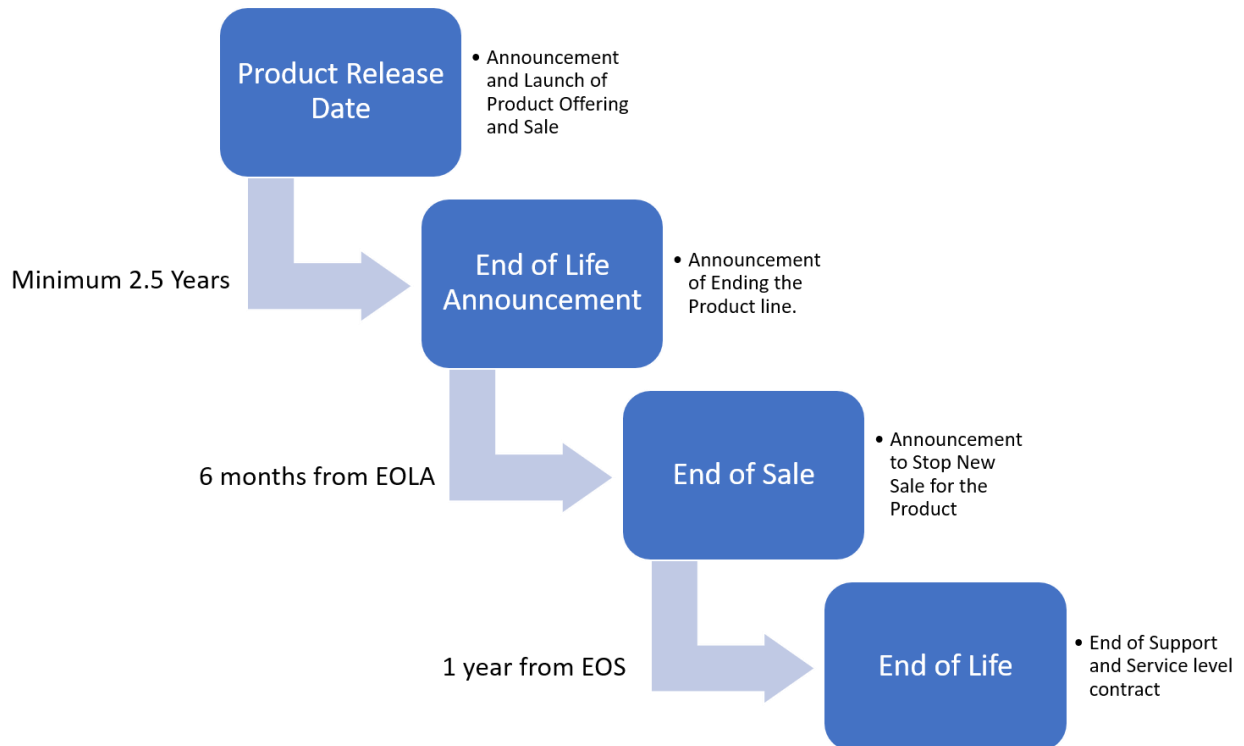 Product Release
Date
• Announcement
and Launch of
Product Offering
and Sale
Minimum 2.5 Years
End of Life
Announcement
• Announcement
of Ending the
Product line.
6 months from EOLA
End of Sale
• Announcement
to Stop New
Sale for the
Product
1 year from EOS
End of Life
• End of Support
and Service level
contract